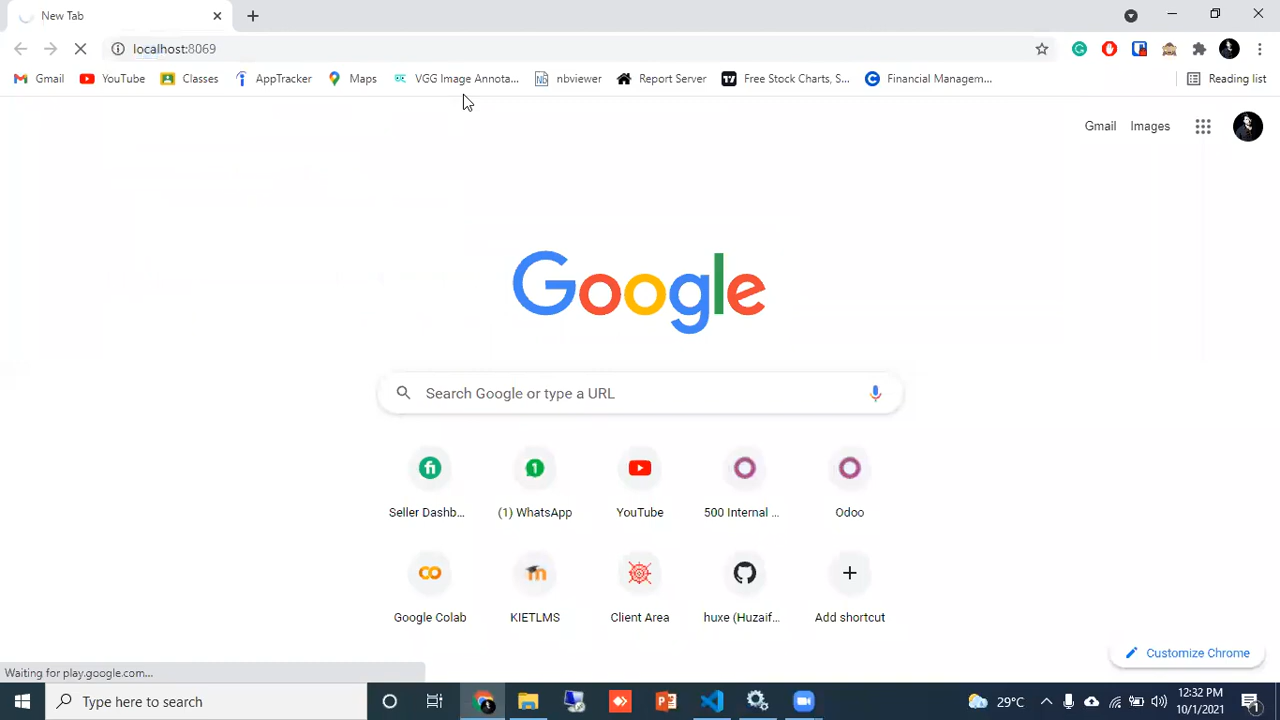 New Tab
localhost:8069
Gmail YouTube Classes AppTracker Maps VGG Image Annota... nbviewer Report Server Free Stock Charts, S... Financial Managem... Reading list
Gmail Images
Google
Search Google or type a URL
Seller Dashb... (1) WhatsApp YouTube 500 Internal ... Odoo
Google Colab KIETLMS Client Area huxe (Huzaif... Add shortcut
Customize Chrome
Waiting for play.google.com...
Type here to search
29°C
12:32 PM
10/1/2021